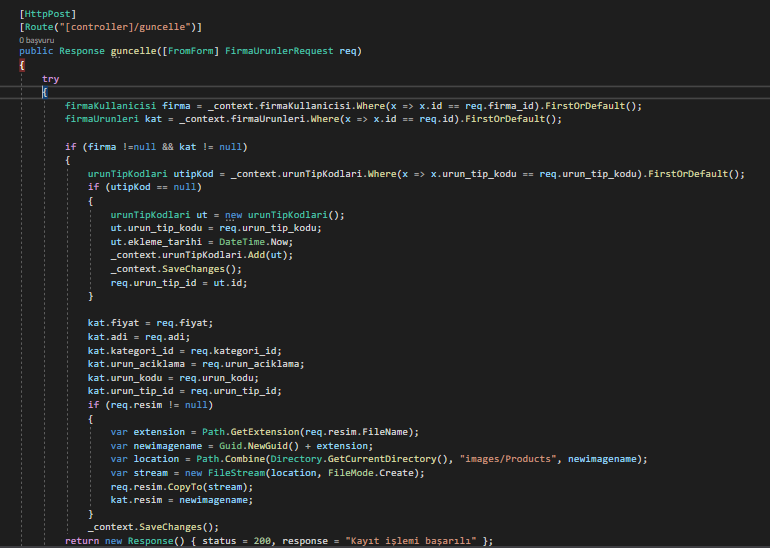 [HttpPost]
[Route("[controller]/guncelle")]
0 başvuru
public Response guncelle([FromForm] FirmaUrunlerRequest req)
{
try
{
firmaKullanicisi firma = _context.firmaKullanicisi.Where(x => x.id == req.firma_id).FirstOrDefault();
firmaUrunleri kat = _context.firmaUrunleri.Where(x => x.id == req.id).FirstOrDefault();
if (firma !=null && kat != null)
{
urunTipKodlari utipKod = _context.urunTipKodlari.Where(x => x.urun_tip_kodu == req.urun_tip_kodu).FirstOrDefault();
if (utipKod == null)
{
urunTipKodlari ut = new urunTipKodlari();
ut.urun_tip_kodu = req.urun_tip_kodu;
ut.ekleme_tarihi = DateTime.Now;
_context.urunTipKodlari.Add(ut);
_context.SaveChanges();
req.urun_tip_id = ut.id;
}
kat.fiyat = req.fiyat;
kat.adi = req.adi;
kat.kategori_id = req.kategori_id;
kat.urun_aciklama = req.urun_aciklama;
kat.urun_kodu = req.urun_kodu;
kat.urun_tip_id = req.urun_tip_id;
if (req.resim != null)
{
var extension = Path.GetExtension(req.resim.FileName);
var newimagename = Guid.NewGuid() + extension;
var location = Path.Combine(Directory.GetCurrentDirectory(), "images/Products", newimagename);
var stream = new FileStream(location, FileMode.Create);
req.resim.CopyTo(stream);
kat.resim = newimagename;
}
_context.SaveChanges();
return new Response() { status = 200, response = "Kayıt işlemi başarılı" };